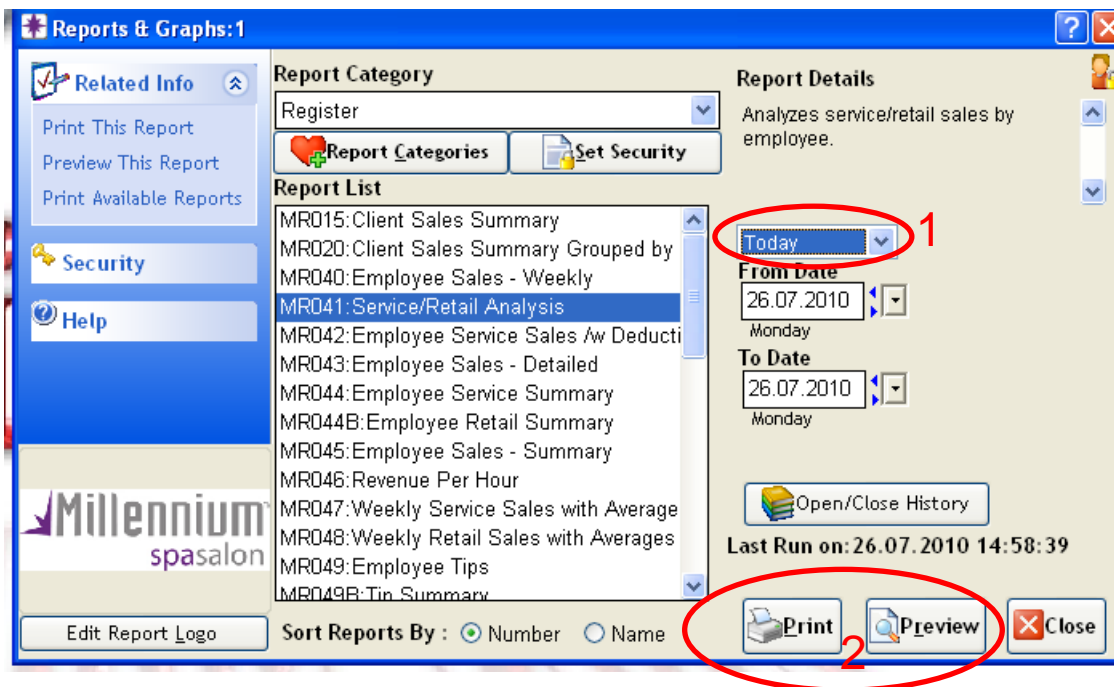 Reports & Graphs:1
Related Info
Print This Report
Preview This Report
Print Available Reports
Security
Help
Millennium
spasalon
Edit Report Logo
Report Category
Register
Report Categories
Set Security
Report List
MR015:Client Sales Summary
MR020:Client Sales Summary Grouped by
MR040:Employee Sales - Weekly
MR041:Service/Retail Analysis
MR042:Employee Service Sales /w Deducti
MR043:Employee Sales - Detailed
MR044:Employee Service Summary
MR044B:Employee Retail Summary
MR045:Employee Sales - Summary
MR046:Revenue Per Hour
MR047:Weekly Service Sales with Average
MR048:Weekly Retail Sales with Averages
MR049:Employee Tips
MR049B:Tip Summary
Sort Reports By : Number Name
Report Details
Analyzes service/retail sales by
employee.
Today 1
From Date
26.07.2010
Monday
To Date
26.07.2010
Monday
Open/Close History
Last Run on:26.07.2010 14:58:39
Print 2 Preview Close